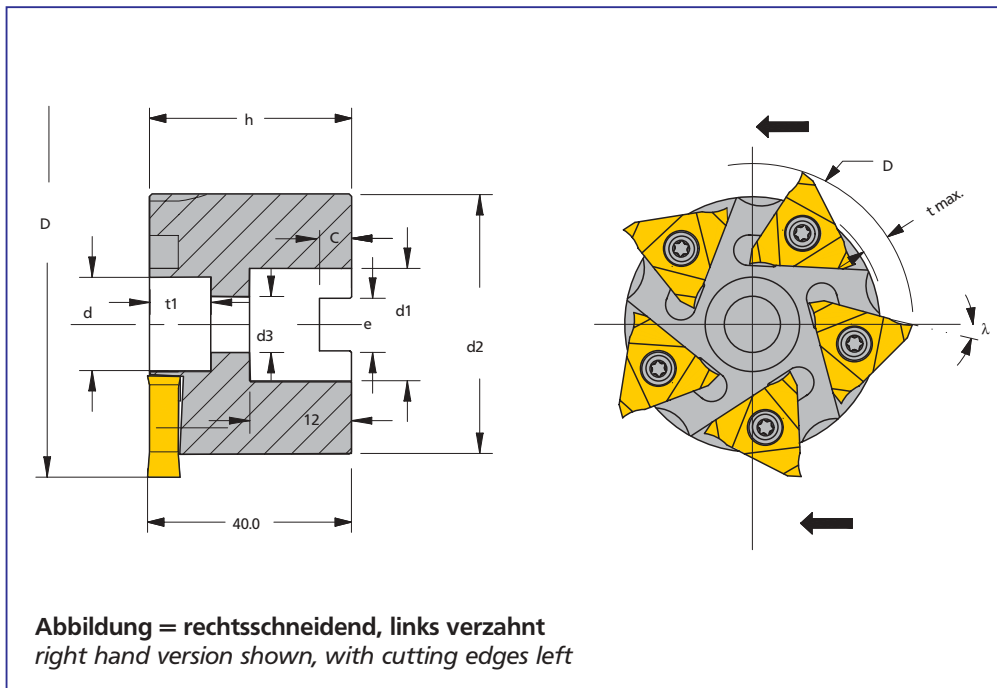 h
D
D
t max.
C
t1
d
d3
e
d1
d2
λ
12
40.0
Abbildung = rechtsschneidend, links verzahnt
right hand version shown, with cutting edges left